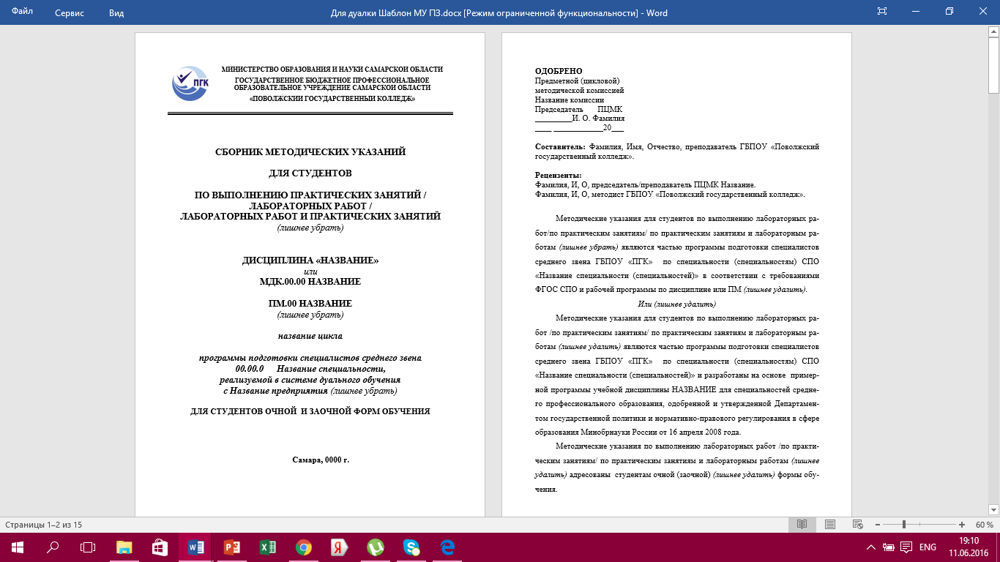 Файл
Сервис
Вид
Для дуалки Шаблон МУ ПЗ.docx [Режим ограниченной функциональности] - Word
ПГК
МИНИСТЕРСТВО ОБРАЗОВАНИЯ И НАУКИ САМАРСКОЙ ОБЛАСТИ
ГОСУДАРСТВЕННОЕ БЮДЖЕТНОЕ ПРОФЕССИОНАЛЬНОЕ
ОБРАЗОВАТЕЛЬНОЕ УЧРЕЖДЕНИЕ САМАРСКОЙ ОБЛАСТИ
«ПОВОЛЖСКИЙ ГОСУДАРСТВЕННЫЙ КОЛЛЕДЖ»
СБОРНИК МЕТОДИЧЕСКИХ УКАЗАНИЙ
ДЛЯ СТУДЕНТОВ
ПО ВЫПОЛНЕНИЮ ПРАКТИЧЕСКИХ ЗАНЯТИЙ /
ЛАБОРАТОРНЫХ РАБОТ /
ЛАБОРАТОРНЫХ РАБОТ И ПРАКТИЧЕСКИХ ЗАНЯТИЙ
(лишнее убрать)
ДИСЦИПЛИНА «НАЗВАНИЕ»
или
МДК.00.00 НАЗВАНИЕ
ПМ.00 НАЗВАНИЕ
(лишнее убрать)
название цикла
программы подготовки специалистов среднего звена
00.00.0 Название специальности,
реализуемой в системе дуального обучения
с Название предприятия (лишнее убрать)
ДЛЯ СТУДЕНТОВ ОЧНОЙ И ЗАОЧНОЙ ФОРМ ОБУЧЕНИЯ
Самара, 0000 г.
ОДОБРЕНО
Предметной (цикловой)
методической комиссией
Название комиссии
Председатель ПЦМК
_________И. О. Фамилия
____ ____________20___
Составитель: Фамилия, Имя, Отчество, преподаватель ГБПОУ «Поволжский
государственный колледж».
Рецензенты:
Фамилия, И, О, председатель/преподаватель ПЦМК Название.
Фамилия, И, О, методист ГБПОУ «Поволжский государственный колледж».
Методические указания для студентов по выполнению лабораторных ра-
бот/по практическим занятиям/ по практическим занятиям и лабораторным ра-
ботам (лишнее убрать) являются частью программы подготовки специалистов
среднего звена ГБПОУ «ПГК» по специальности (специальностям) СПО
«Название специальности (специальностей)» в соответствии с требованиями
ФГОС СПО и рабочей программы по дисциплине или ПМ (лишнее удалить).
Или (лишнее удалить)
Методические указания для студентов по выполнению лабораторных ра-
бот /по практическим занятиям/ по практическим занятиям и лабораторным ра-
ботам (лишнее удалить) являются частью программы подготовки специалистов
среднего звена ГБПОУ «ПГК» по специальности (специальностям) СПО
«Название специальности (специальностей)» и разработаны на основе пример-
ной программы учебной дисциплины НАЗВАНИЕ для специальностей средне-
го профессионального образования, одобренной и утвержденной Департамен-
том государственной политики и нормативно-правового регулирования в сфере
образования Минобрнауки России от 16 апреля 2008 года.
Методические указания по выполнению лабораторных работ /по практи-
ческим занятиям/ по практическим занятиям и лабораторным работам (лишнее
удалить) адресованы студентам очной (заочной) (лишнее удалить) формы обу-
чения.
Страницы 1–2 из 15
60 %
ENG
19:10
11.06.2016